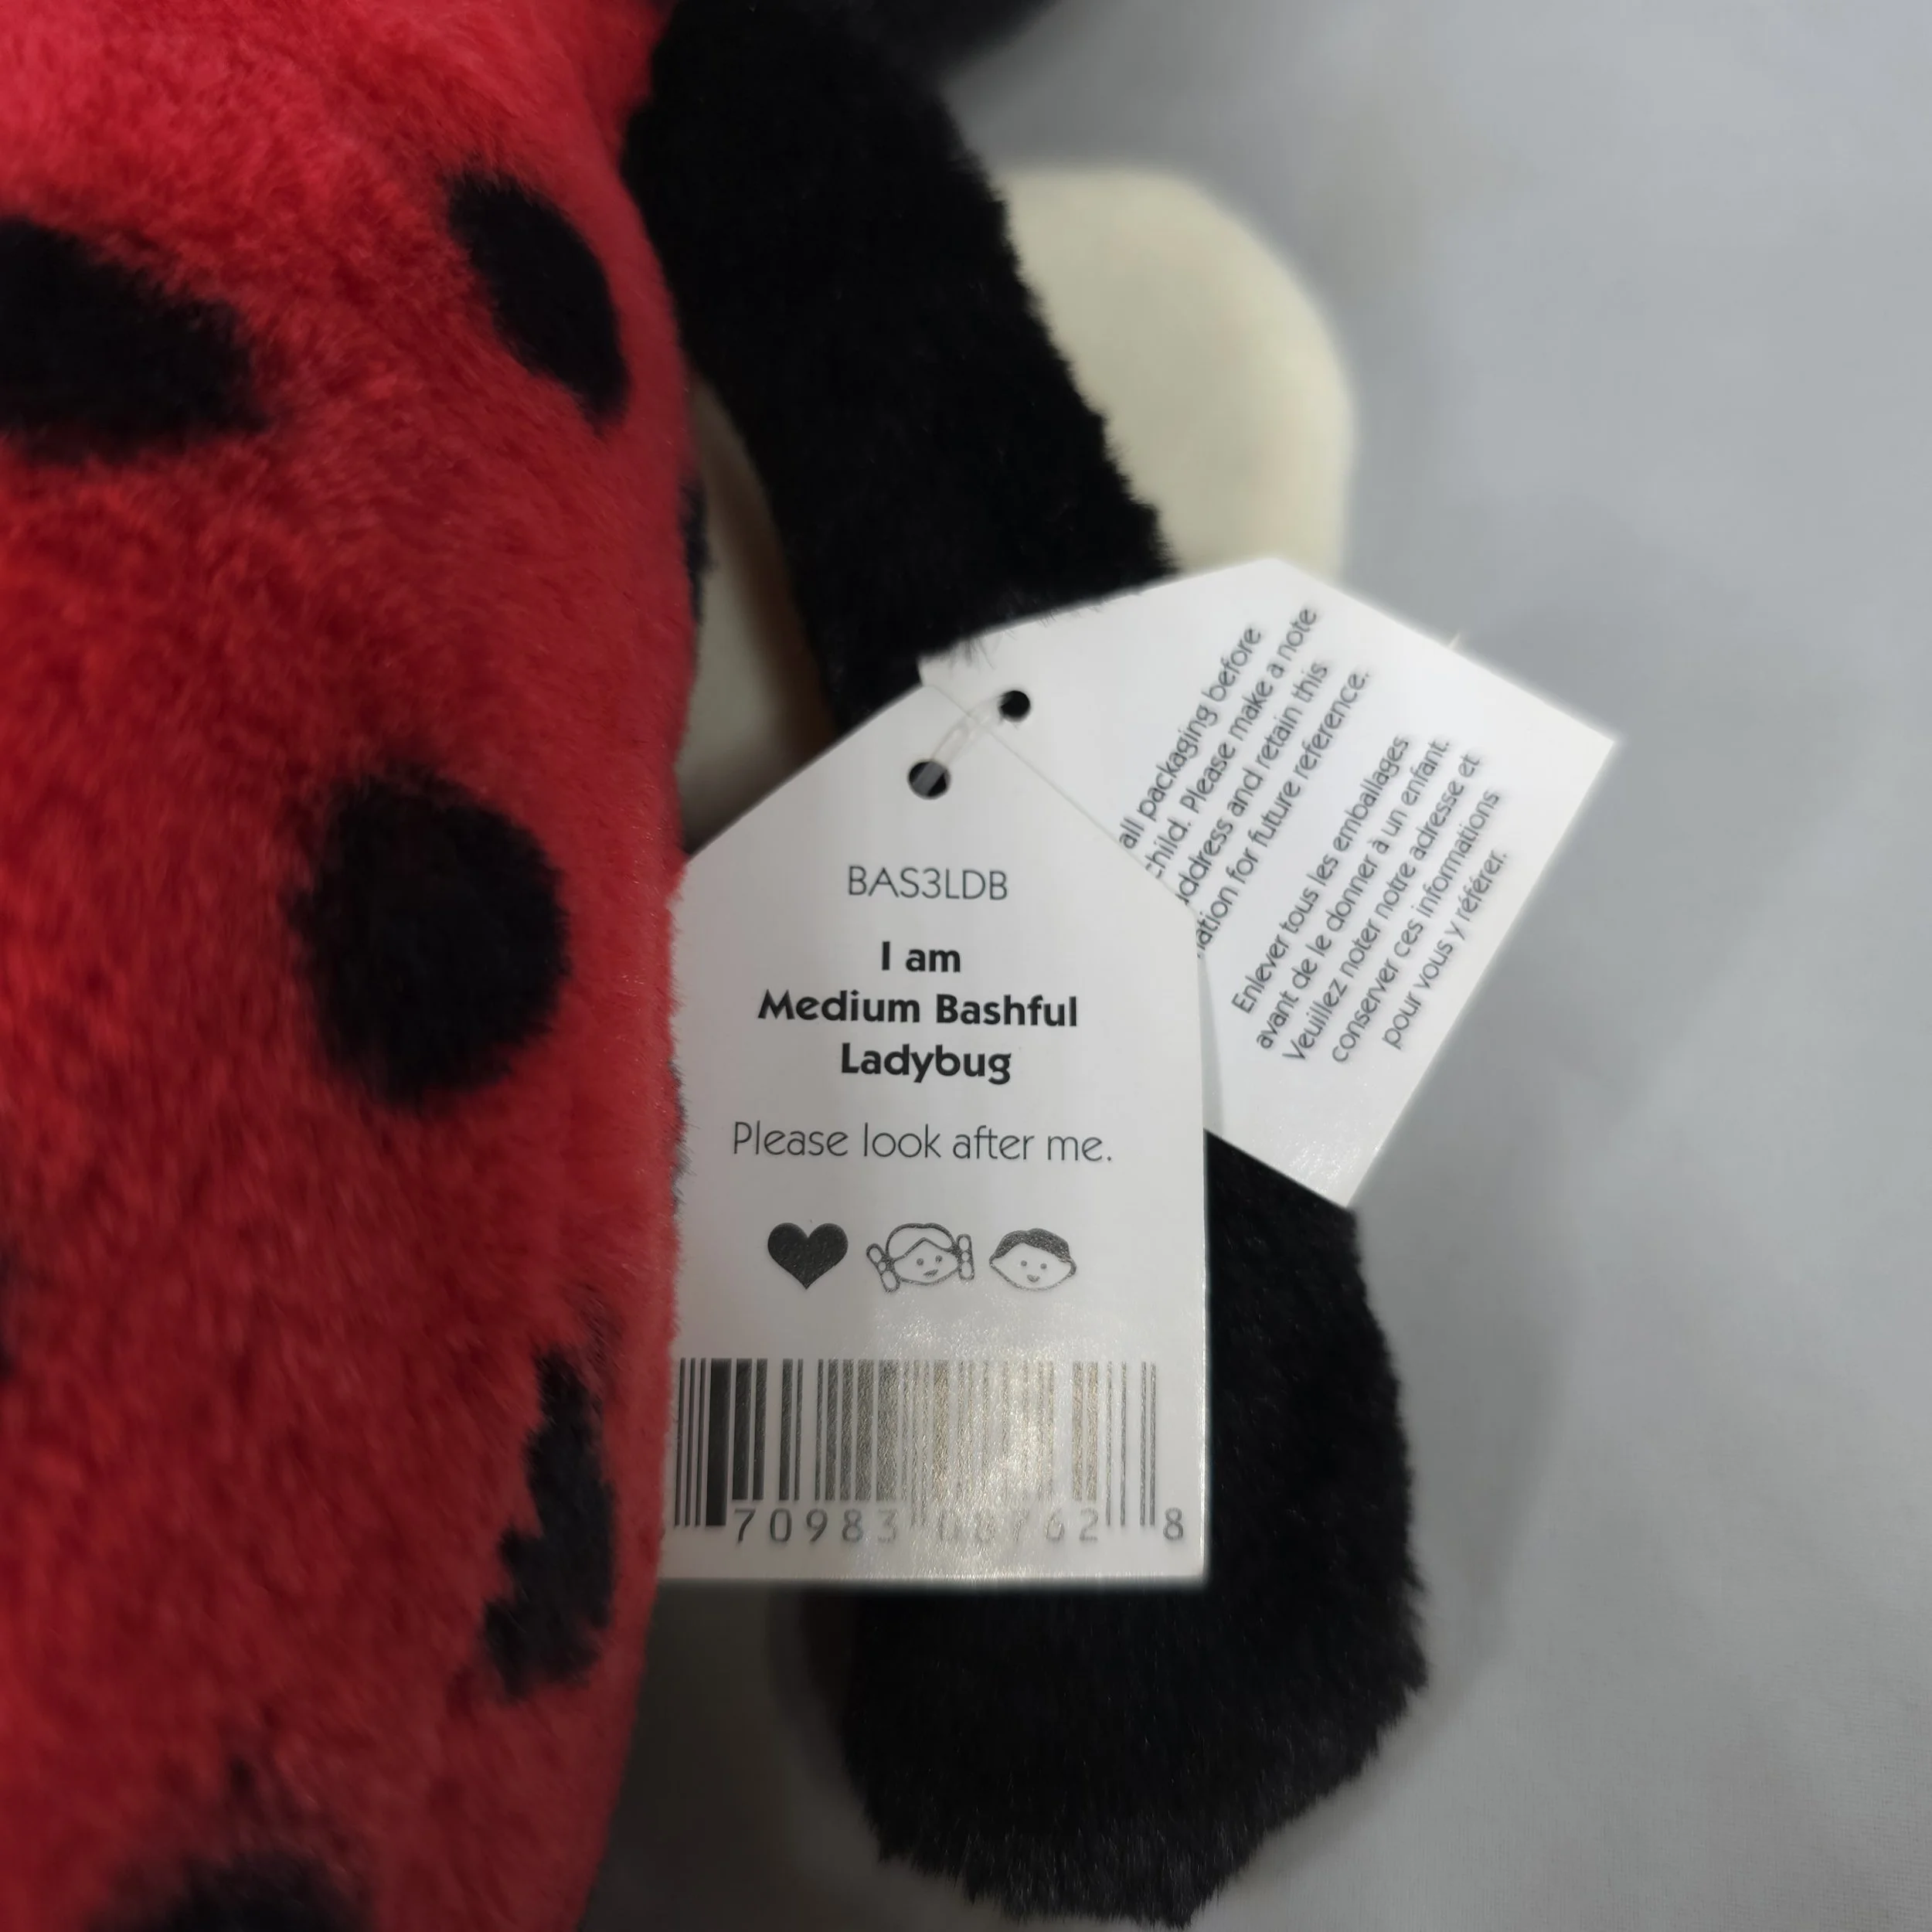 BAS3LDB
I am
Medium Bashful
Ladybug
Please look after me.
70983 762 8
all packaging before
child. Please make a note
address and retain this
for future reference.
Enlever tous les emballages
avant de le donner à un enfant.
Veuillez noter notre adresse et
conserver ces informations
pour vous y référer.